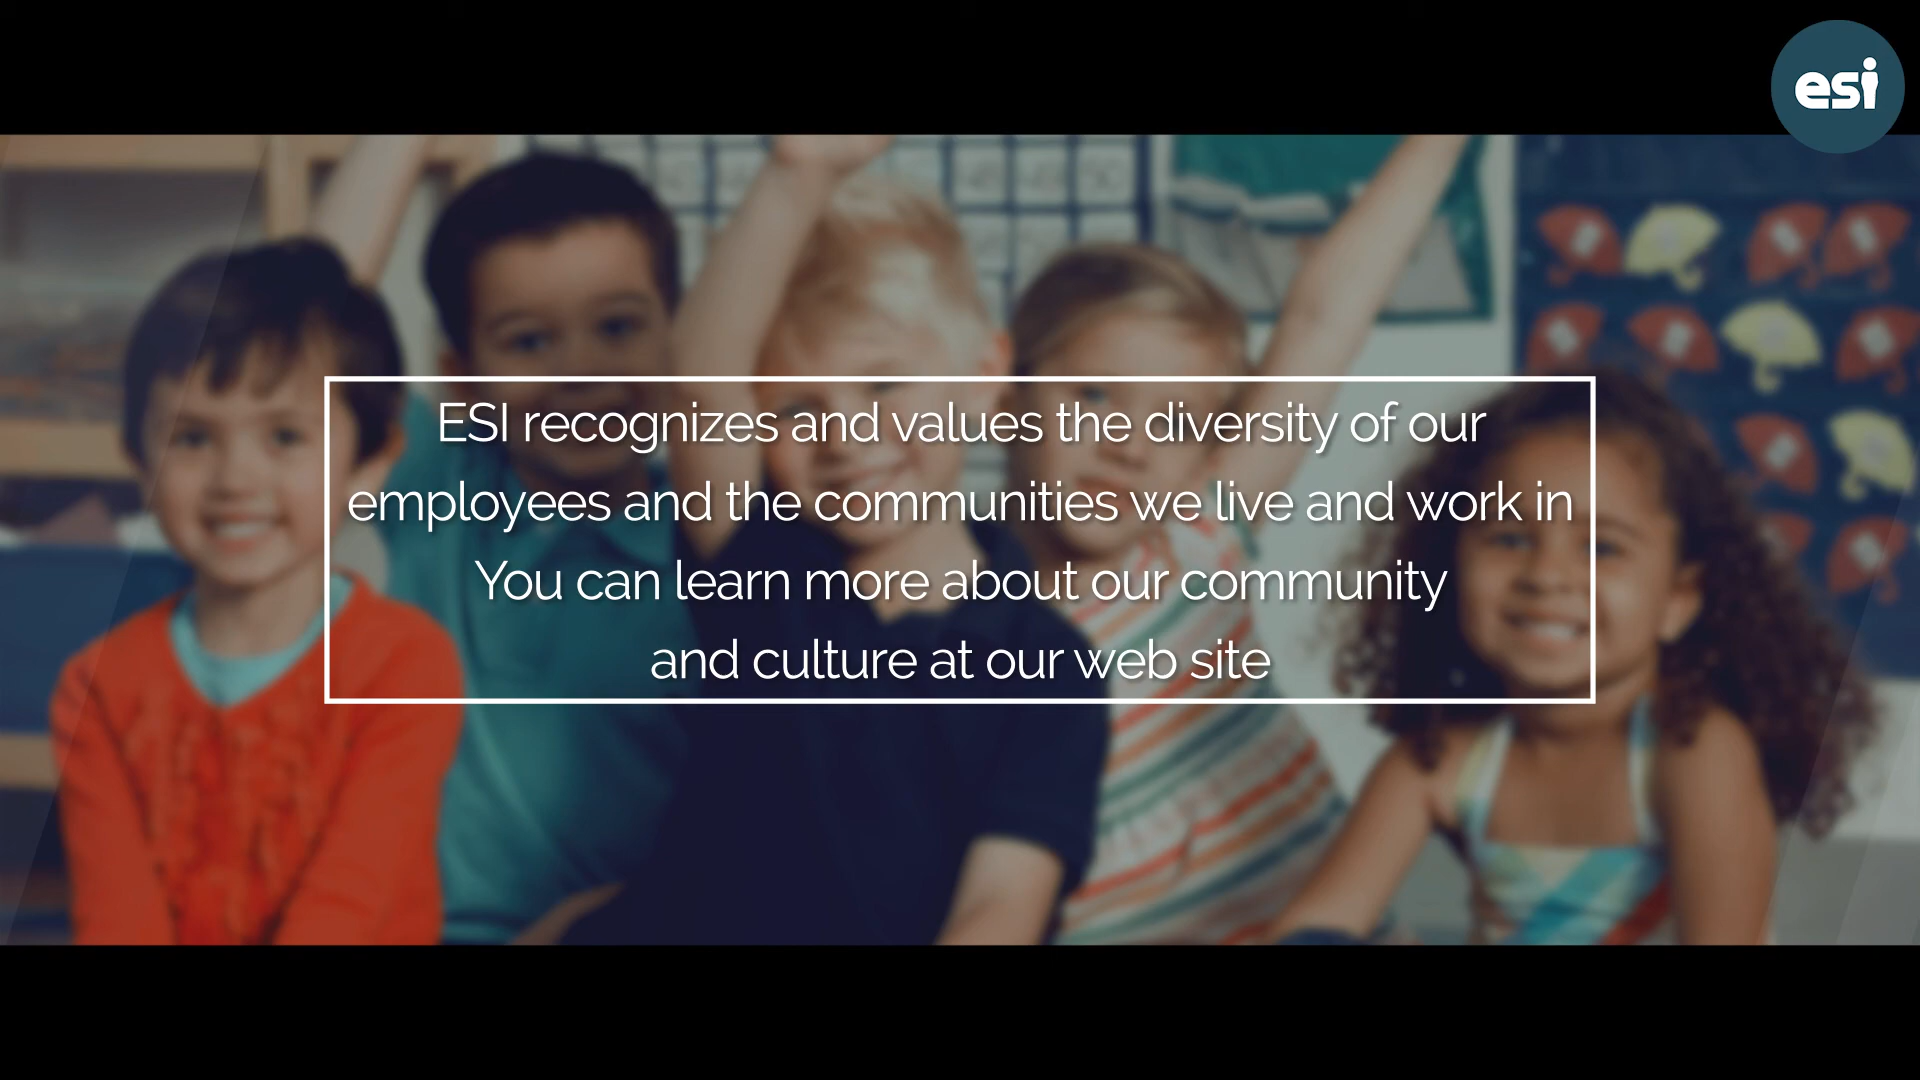 esi
ESI recognizes and values the diversity of our
employees and the communities we live and work in
You can learn more about our community
and culture at our web site